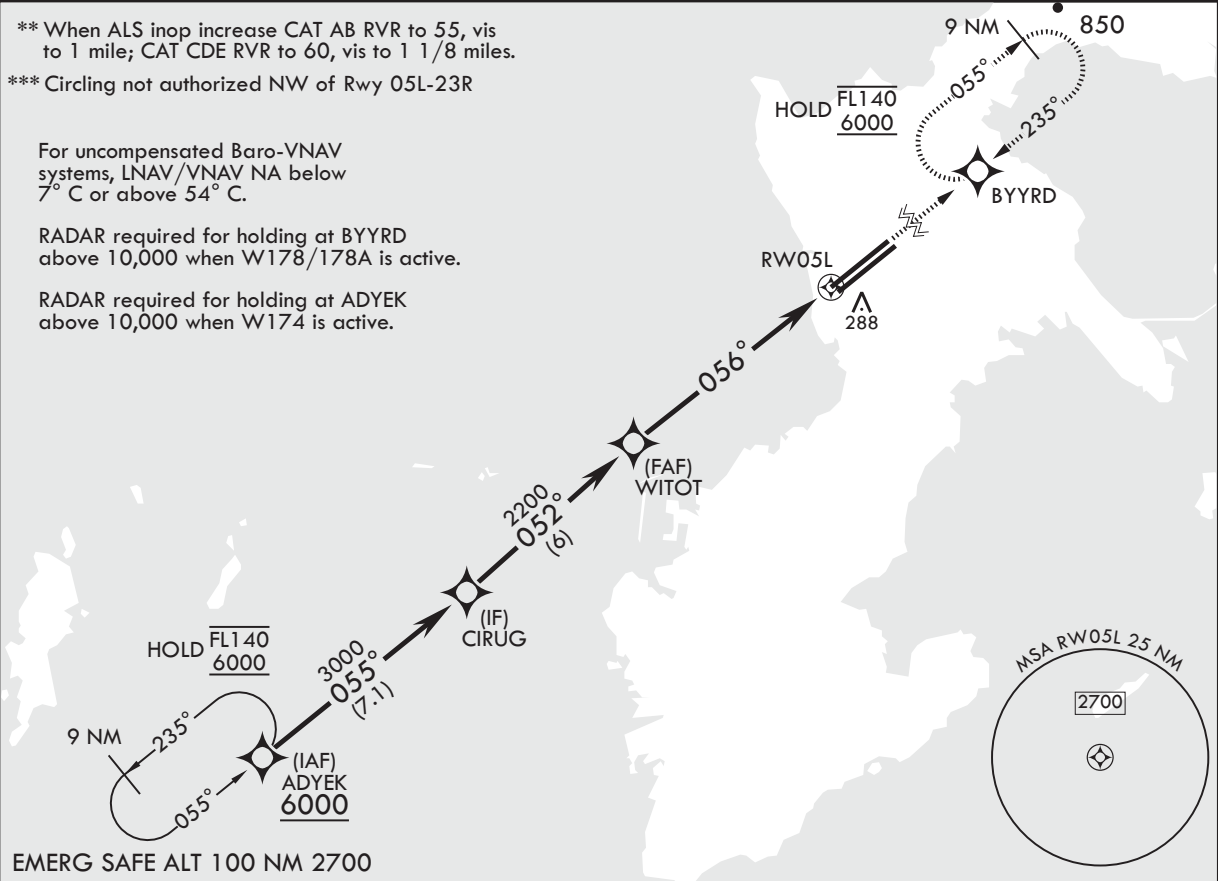 ** When ALS inop increase CAT AB RVR to 55, vis
to 1 mile; CAT CDE RVR to 60, vis to 1 1/8 miles.
*** Circling not authorized NW of Rwy 05L-23R
For uncompensated Baro-VNAV
systems, LNAV/VNAV NA below
7° C or above 54° C.
RADAR required for holding at BYYRD
above 10,000 when W178/178A is active.
RADAR required for holding at ADYEK
above 10,000 when W174 is active.
9 NM
850
055°
235°
HOLD FL140
6000
BYYRD
RW05L
288
056°
(FAF)
WITOT
2200
052°
(6)
(IF)
CIRUG
3000
055°
(7.1)
HOLD FL140
6000
9 NM
235°
055°
(IAF)
ADYEK
6000
MSA RW05L 25 NM
2700
EMERG SAFE ALT 100 NM 2700